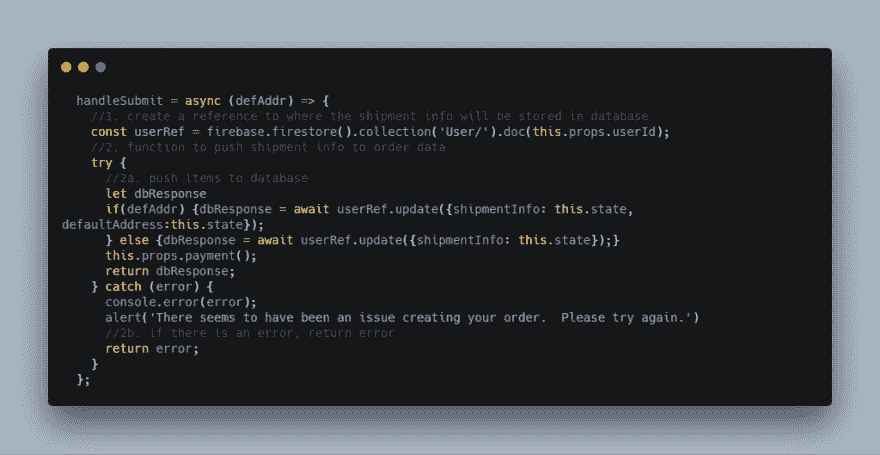 handleSubmit = async (defAddr) => {
//1. create a reference to where the shipment info will be stored in database
const userRef = firebase.firestore().collection('User/').doc(this.props.userId);
//2. function to push shipment info to order data
try {
//2a. push items to database
let dbResponse
if(defAddr) {dbResponse = await userRef.update({shipmentInfo: this.state,
defaultAddress:this.state});
} else {dbResponse = await userRef.update({shipmentInfo: this.state});}
this.props.payment();
return dbResponse;
} catch (error) {
console.error(error);
alert('There seems to have been an issue creating your order.  Please try again.')
//2b. if there is an error, return error
return error;
}
};